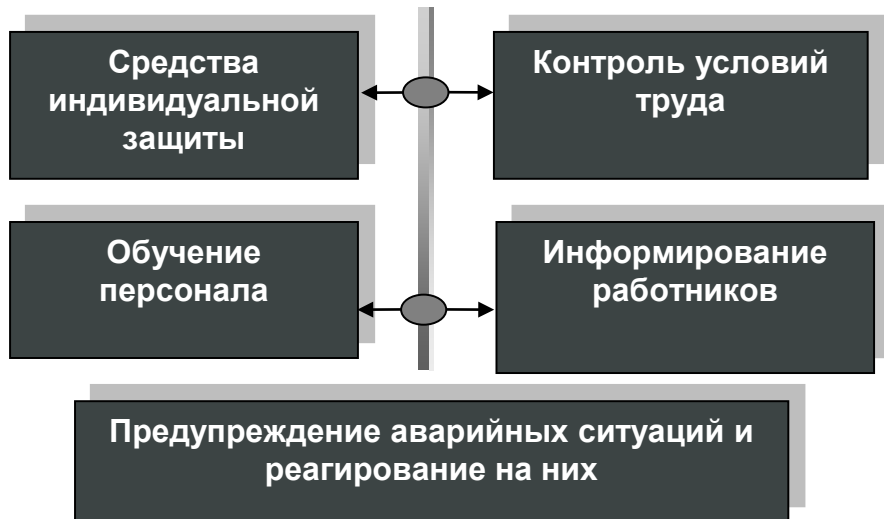 Средства
индивидуальной
защиты
Контроль условий
труда
Обучение
персонала
Информирование
работников
Предупреждение аварийных ситуаций и
реагирование на них